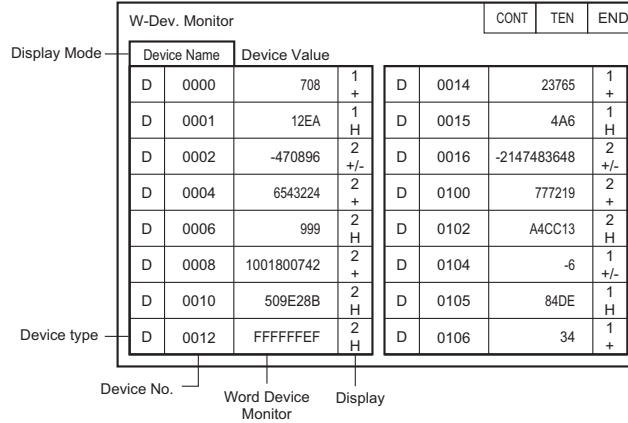 W-Dev. Monitor CONT TEN END
Display Mode
Device Name Device Value
D 0000 708 1 +
D 0001 12EA 1 H
D 0002 -470896 2 +/-
D 0004 6543224 2 +
D 0006 999 2 H
D 0008 1001800742 2 +
D 0010 509E28B 2 H
Device type
D 0012 FFFFFFEF 2 H
D 0014 23765 1 +
D 0015 4A6 1 H
D 0016 -2147483648 2 +/-
D 0100 777219 2 +
D 0102 A4CC13 2 H
D 0104 -6 1 +/-
D 0105 84DE 1 H
D 0106 34 1 +
Device No.
Word Device
Monitor
Display